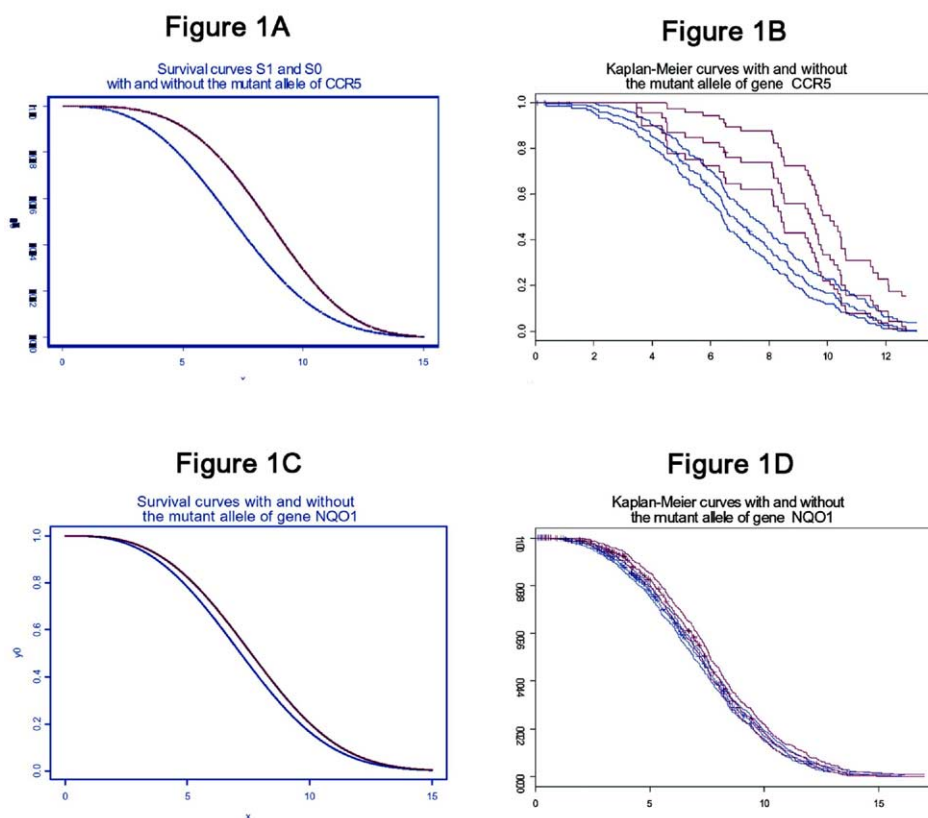 Figure 1A
Survival curves S1 and S0
with and without the mutant allele of CCR5
0
5
10
15
x
Figure 1B
Kaplan-Meier curves with and without
the mutant allele of gene CCR5
1.0
0.8
0.6
0.4
0.2
0.0
0
2
4
6
8
10
12
Figure 1C
Survival curves with and without
the mutant allele of gene NQO1
y0
1.0
0.8
0.6
0.4
0.2
0.0
0
5
10
15
x
Figure 1D
Kaplan-Meier curves with and without
the mutant allele of gene NQO1
0
5
10
15